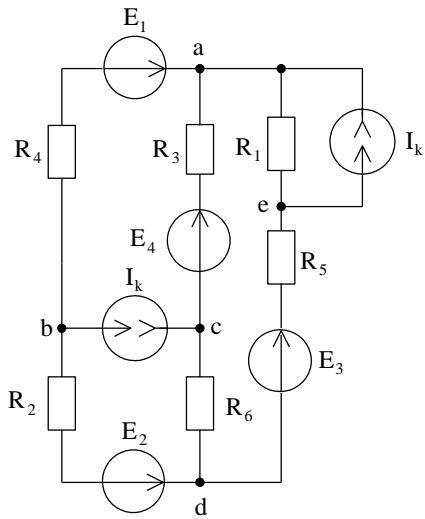 E₁
a
R₄
R₃
R₁
Iₖ
e
E₄
R₅
Iₖ
b
c
E₃
R₂
R₆
E₂
d